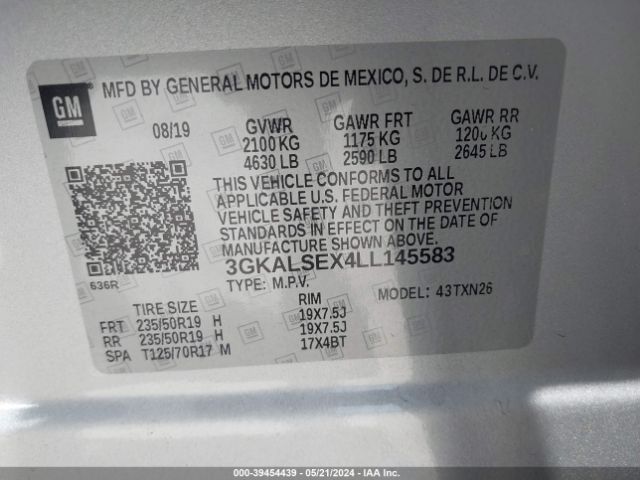 GM
MFD BY GENERAL MOTORS DE MEXICO, S. DE R.L. DE C.V.
08/19 GVWR GAWR FRT GAWR RR
2100 KG 1175 KG 1200 KG
4630 LB 2590 LB 2645 LB
THIS VEHICLE CONFORMS TO ALL
APPLICABLE U.S. FEDERAL MOTOR
VEHICLE SAFETY AND THEFT PREVENTION
STANDARDS IN EFFECT ON THE DATE OF
MANUFACTURE SHOWN ABOVE.
3GKALSEX4LL145583
636R TYPE: M.P.V. MODEL: 43TXN26
TIRE SIZE RIM
FRT 235/50R19 H 19X7.5J
RR 235/50R19 H 19X7.5J
SPA T125/70R17 M 17X4BT
000-39454439 - 05/21/2024 - IAA Inc.